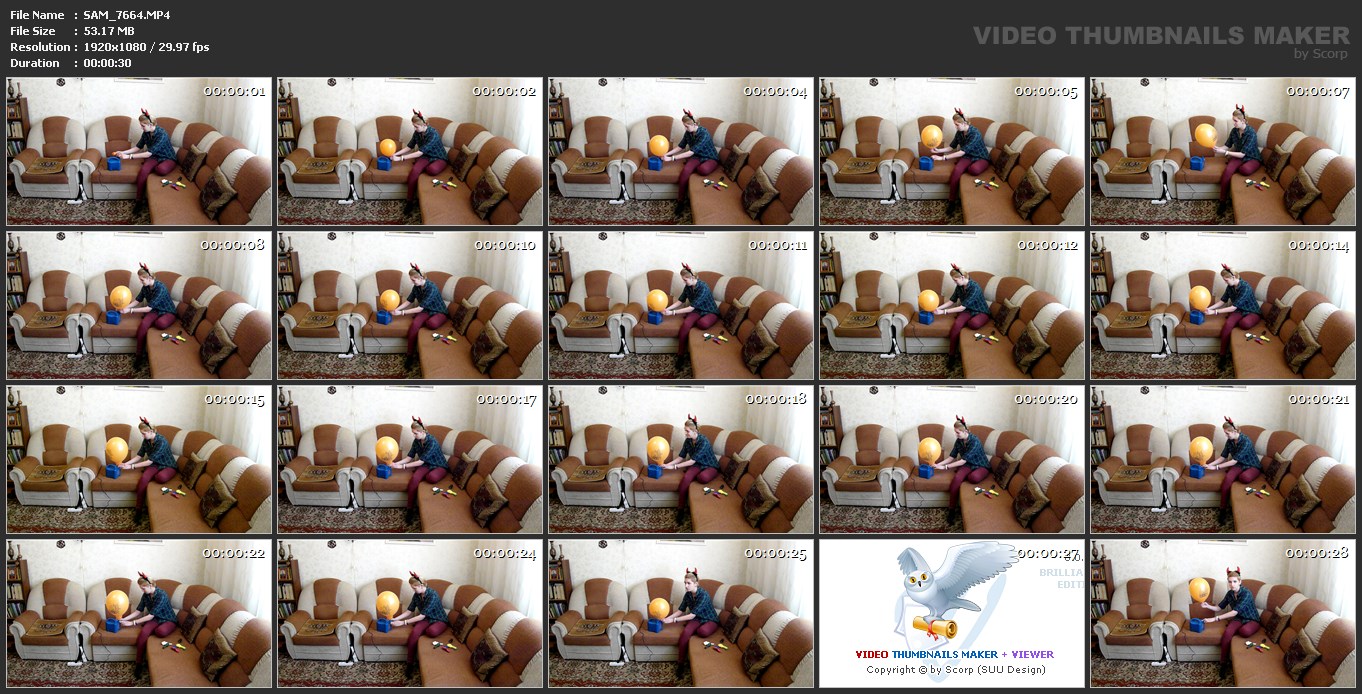 File Name : SAM_7664.MP4
File Size : 53.17 MB
Resolution : 1920x1080 / 29.97 fps
Duration : 00:00:30
VIDEO THUMBNAILS MAKER
by Scorp
00:00:01
00:00:02
00:00:04
00:00:05
00:00:07
00:00:08
00:00:10
00:00:11
00:00:12
00:00:14
00:00:15
00:00:17
00:00:18
00:00:20
00:00:21
00:00:22
00:00:24
00:00:25
00:00:27
VIDEO THUMBNAILS MAKER + VIEWER
Copyright © by Scorp (SUU Design)
00:00:28